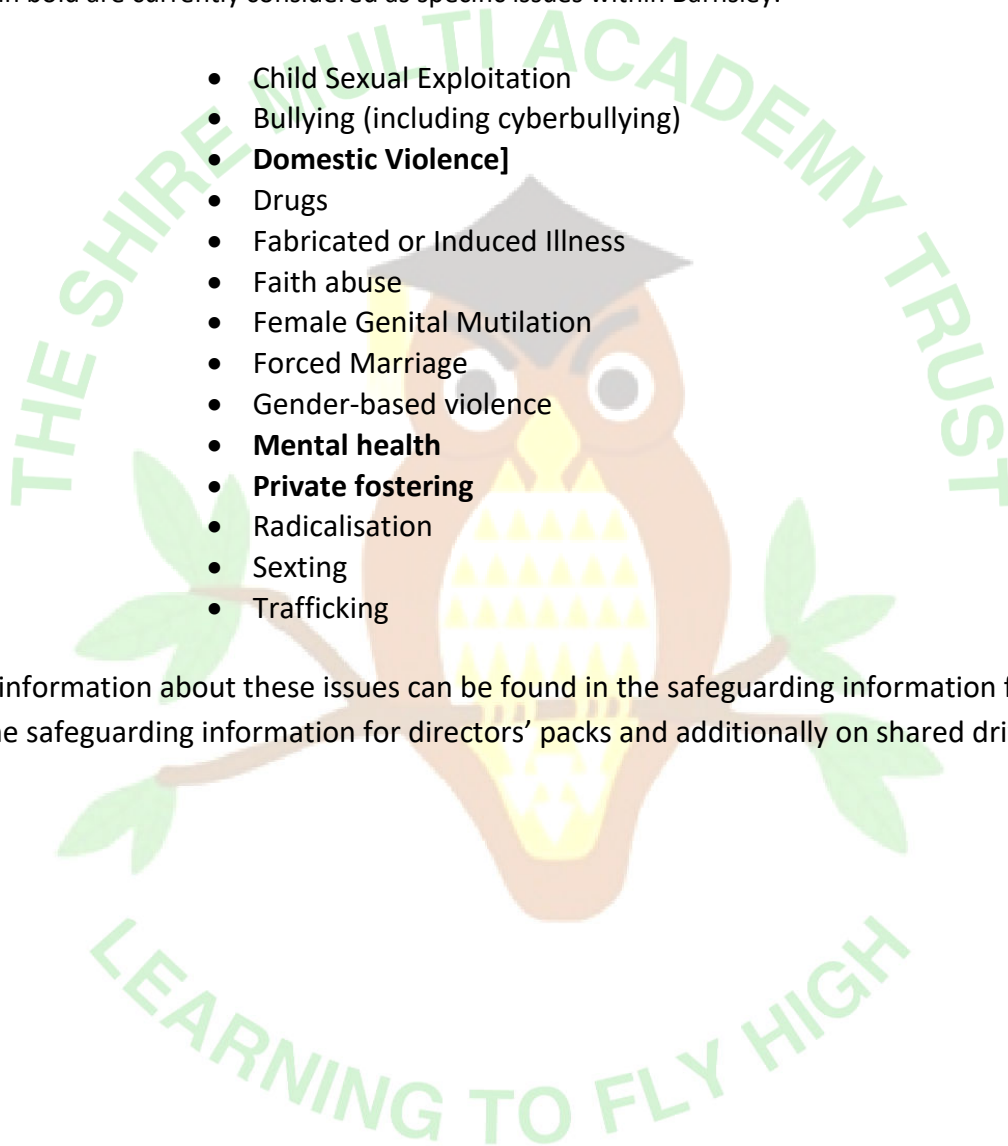 in bold are currently considered as specific issues within Barnsley.
THE SHIRE MULTI ACADEMY TRUST
• Child Sexual Exploitation
• Bullying (including cyberbullying)
• Domestic Violence]
• Drugs
• Fabricated or Induced Illness
• Faith abuse
• Female Genital Mutilation
• Forced Marriage
• Gender-based violence
• Mental health
• Private fostering
• Radicalisation
• Sexting
• Trafficking
information about these issues can be found in the safeguarding information
safeguarding information for directors’ packs and additionally on shared
LEARNING TO FLY HIGH